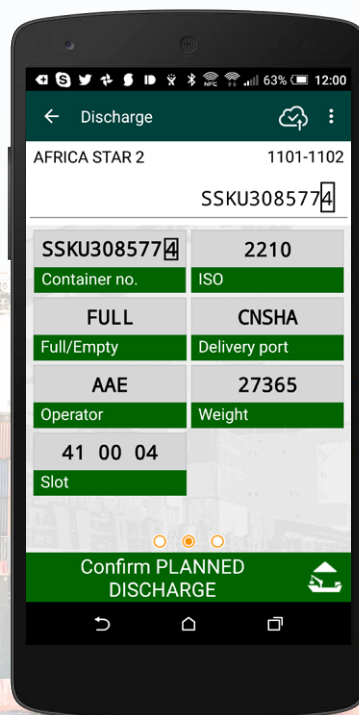 63% 12:00
Discharge
AFRICA STAR 2 1101-1102
SSKU3085774
SSKU3085774 2210
Container no. ISO
FULL CNSHA
Full/Empty Delivery port
AAE 27365
Operator Weight
41 00 04
Slot
Confirm PLANNED
DISCHARGE